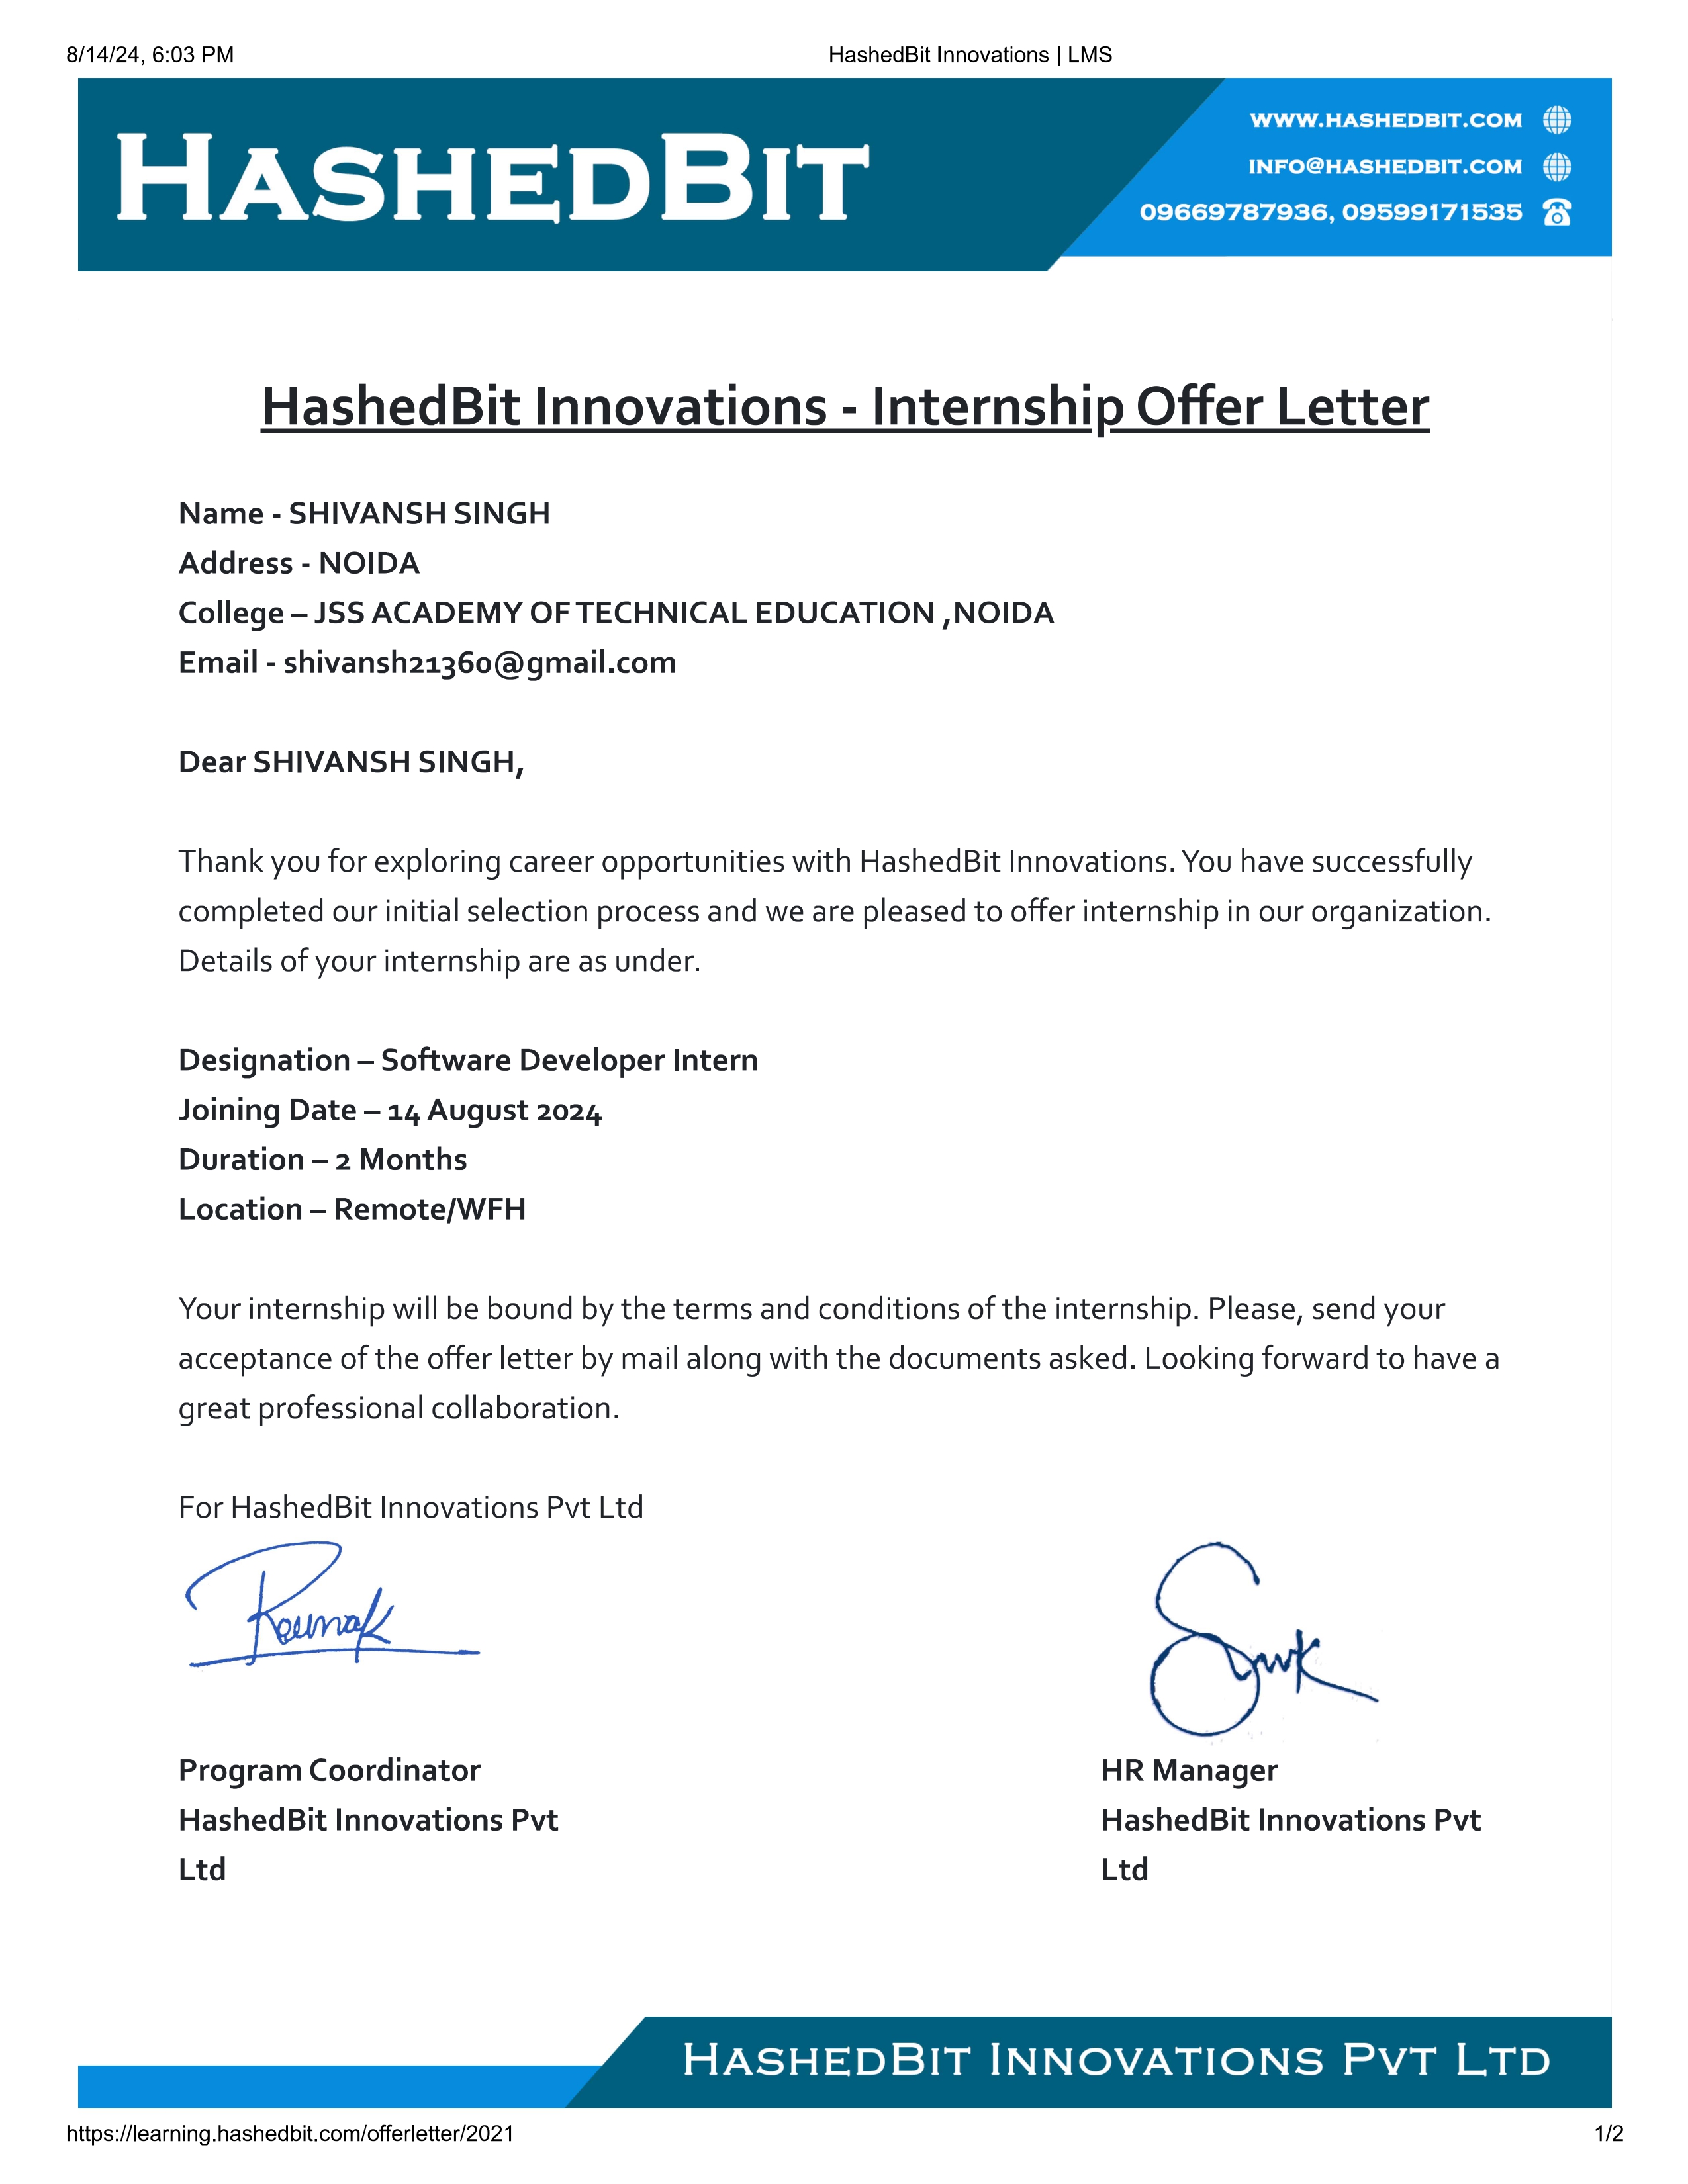 8/14/24, 6:03 PM
HashedBit Innovations | LMS
HASHEDBIT
WWW.HASHEDBIT.COM
INFO@HASHEDBIT.COM
09669787936, 09599171535
HashedBit Innovations - Internship Offer Letter
Name - SHIVANSH SINGH
Address - NOIDA
College – JSS ACADEMY OF TECHNICAL EDUCATION ,NOIDA
Email - shivansh21360@gmail.com
Dear SHIVANSH SINGH,
Thank you for exploring career opportunities with HashedBit Innovations. You have successfully
completed our initial selection process and we are pleased to offer internship in our organization.
Details of your internship are as under.
Designation – Software Developer Intern
Joining Date – 14 August 2024
Duration – 2 Months
Location – Remote/WFH
Your internship will be bound by the terms and conditions of the internship. Please, send your
acceptance of the offer letter by mail along with the documents asked. Looking forward to have a
great professional collaboration.
For HashedBit Innovations Pvt Ltd
Rounak
Program Coordinator
HashedBit Innovations Pvt
Ltd
HR Manager
HashedBit Innovations Pvt
Ltd
HASHEDBIT INNOVATIONS PVT LTD
https://learning.hashedbit.com/offerletter/2021
1/2